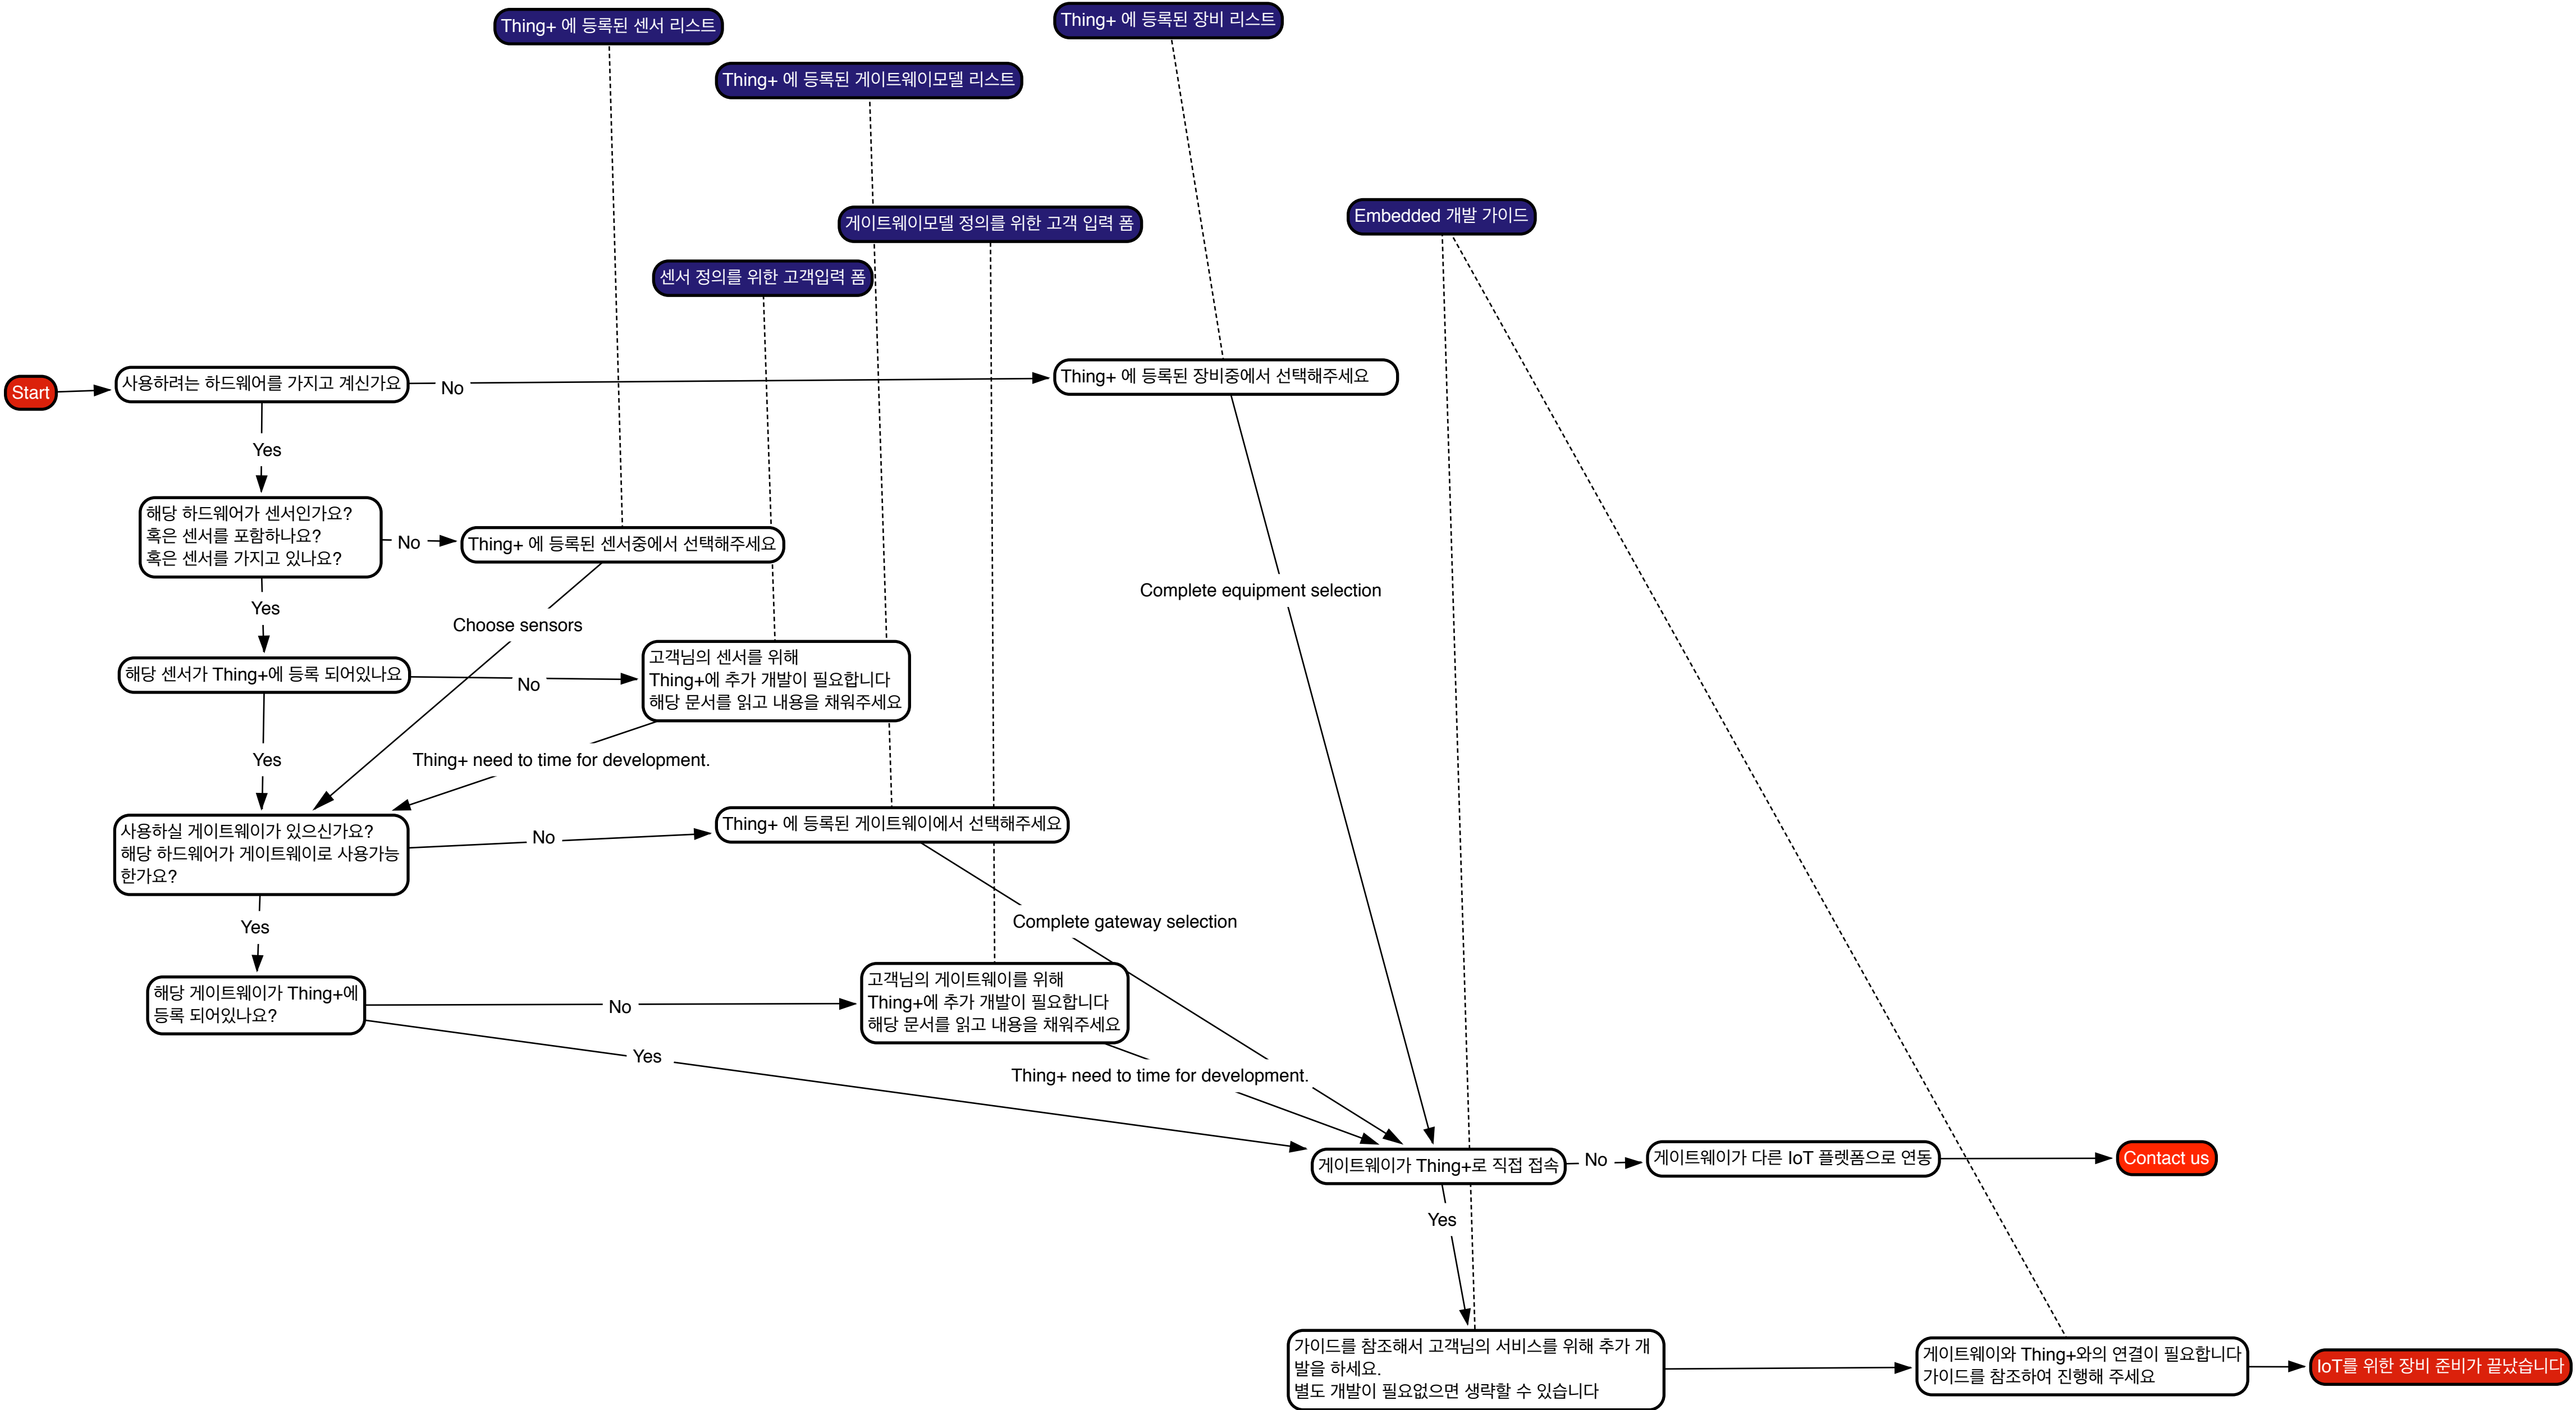 Thing+ 에 등록된 센서 리스트
Thing+ 에 등록된 장비 리스트
Thing+ 에 등록된 게이트웨이모델 리스트
게이트웨이모델 정의를 위한 고객 입력 폼
Embedded 개발 가이드
센서 정의를 위한 고객입력 폼
Start
사용하려는 하드웨어를 가지고 계신가요
No
Thing+ 에 등록된 장비중에서 선택해주세요
Yes
해당 하드웨어가 센서인가요?
혹은 센서를 포함하나요?
혹은 센서를 가지고 있나요?
No
Thing+ 에 등록된 센서중에서 선택해주세요
Complete equipment selection
Yes
Choose sensors
해당 센서가 Thing+에 등록 되어있나요
No
고객님의 센서를 위해
Thing+에 추가 개발이 필요합니다
해당 문서를 읽고 내용을 채워주세요
Yes
Thing+ need to time for development.
사용하실 게이트웨이가 있으신가요?
해당 하드웨어가 게이트웨이로 사용가능
한가요?
No
Thing+ 에 등록된 게이트웨이에서 선택해주세요
Yes
Complete gateway selection
해당 게이트웨이가 Thing+에
등록 되어있나요?
No
고객님의 게이트웨이를 위해
Thing+에 추가 개발이 필요합니다
해당 문서를 읽고 내용을 채워주세요
Yes
Thing+ need to time for development.
게이트웨이가 Thing+로 직접 접속
No
게이트웨이가 다른 IoT 플렛폼으로 연동
Contact us
Yes
가이드를 참조해서 고객님의 서비스를 위해 추가 개
발을 하세요.
별도 개발이 필요없으면 생략할 수 있습니다
게이트웨이와 Thing+와의 연결이 필요합니다
가이드를 참조하여 진행해 주세요
IoT를 위한 장비 준비가 끝났습니다